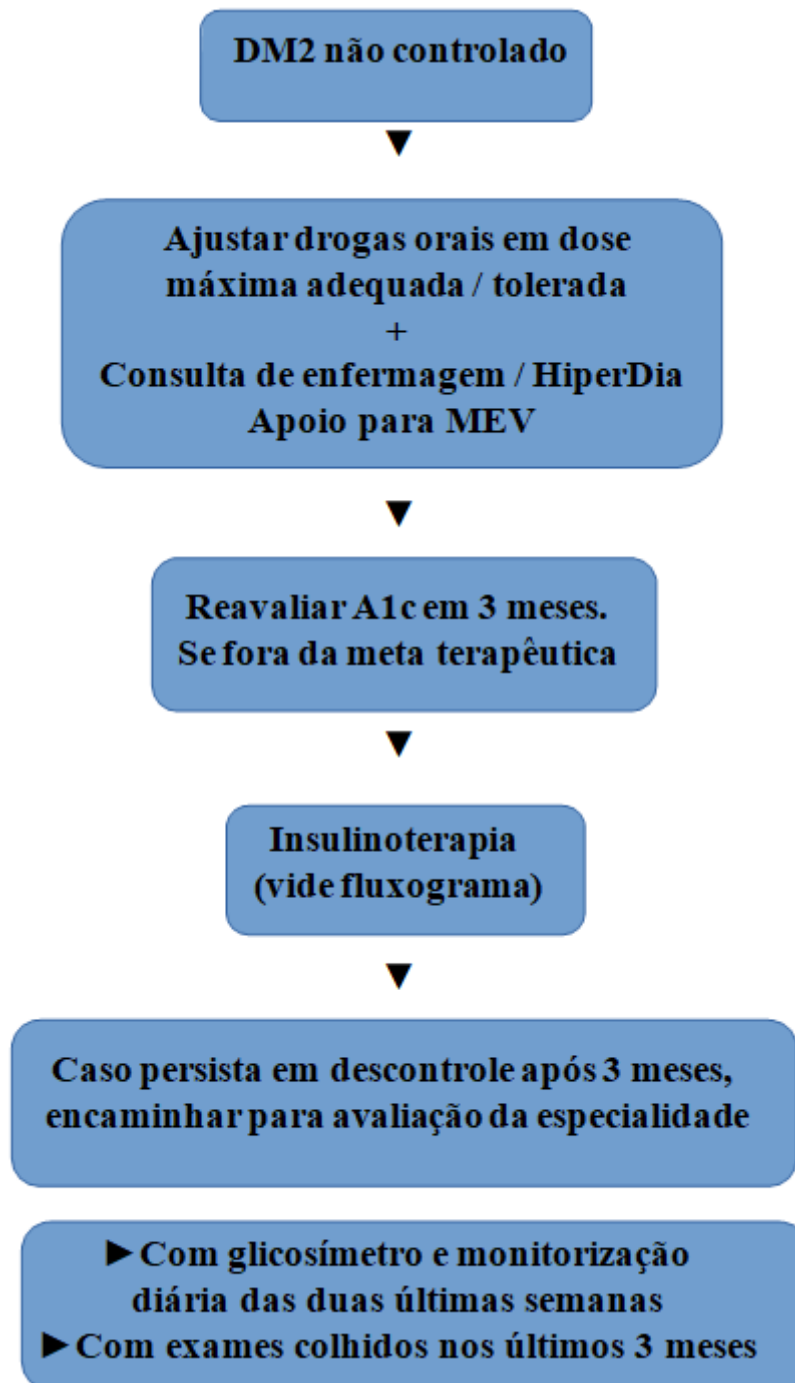 DM2 não controlado
▼
Ajustar drogas orais em dose
máxima adequada / tolerada
+
Consulta de enfermagem / HiperDia
Apoio para MEV
▼
Reavaliar A1c em 3 meses.
Se fora da meta terapêutica
▼
Insulinoterapia
(vide fluxograma)
▼
Caso persista em descontrole após 3 meses,
encaminhar para avaliação da especialidade
►Com glicosímetro e monitorização
diária das duas últimas semanas
►Com exames colhidos nos últimos 3 meses